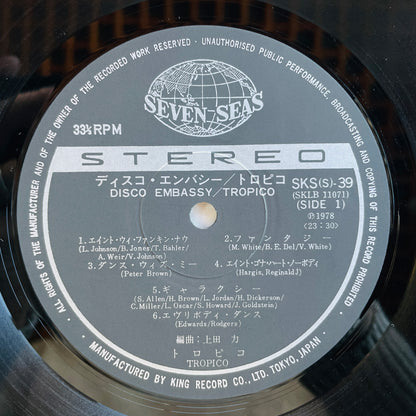 ALL RIGHTS OF THE MANUFACTURER AND OF THE OWNER OF THE RECORDED WORK RESERVED · UNAUTHORISED PUBLIC PERFORMANCE, BROADCASTING AND COPYING OF THIS RECORD PROHIBITED.
SEVEN SEAS
33⅓RPM
STEREO
ディスコ・エンバシー/トロピコ
DISCO EMBASSY/TROPICO
SKS(S)-39
(SKLB 11071)
(SIDE 1)
Ⓟ1978
(23:30)
1.エイント・ウィ・ファンキン・ナウ
(L. Johnson/B. Jones/T. Bahler/
A. Weir/V. Johnson)
2.ファンタジー
(M. White/E. E. Del/V. White)
3.ダンス・ウィズ・ミー
(Peter Brown)
4.エイント・ゴナ・ハート・ノーボディ
(Hargis, Reginald J)
5.ギャラクシー
(S. Allen/H. Brown/L. Jordan/H. Dickerson/
C. Miller/L. Oscar/S. Howard/J. Goldstein)
6.エヴリボディ・ダンス
(Edwards/Rodgers)
編曲:上田 力
トロピコ
TROPICO
MANUFACTURED BY KING RECORD CO., LTD. TOKYO, JAPAN